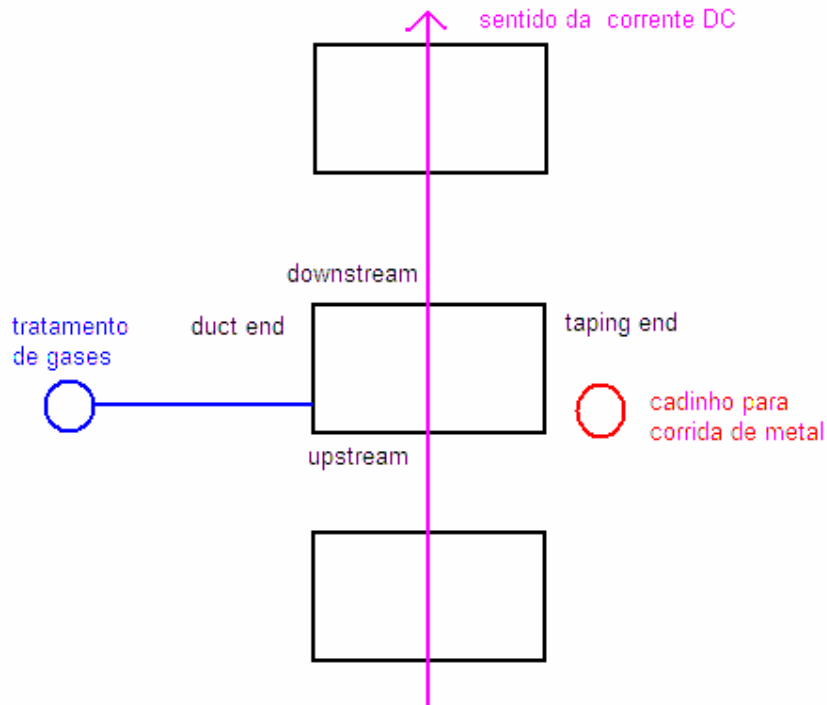 sentido da corrente DC
downstream
tratamento
de gases
duct end
taping end
cadinho para
corrida de metal
upstream